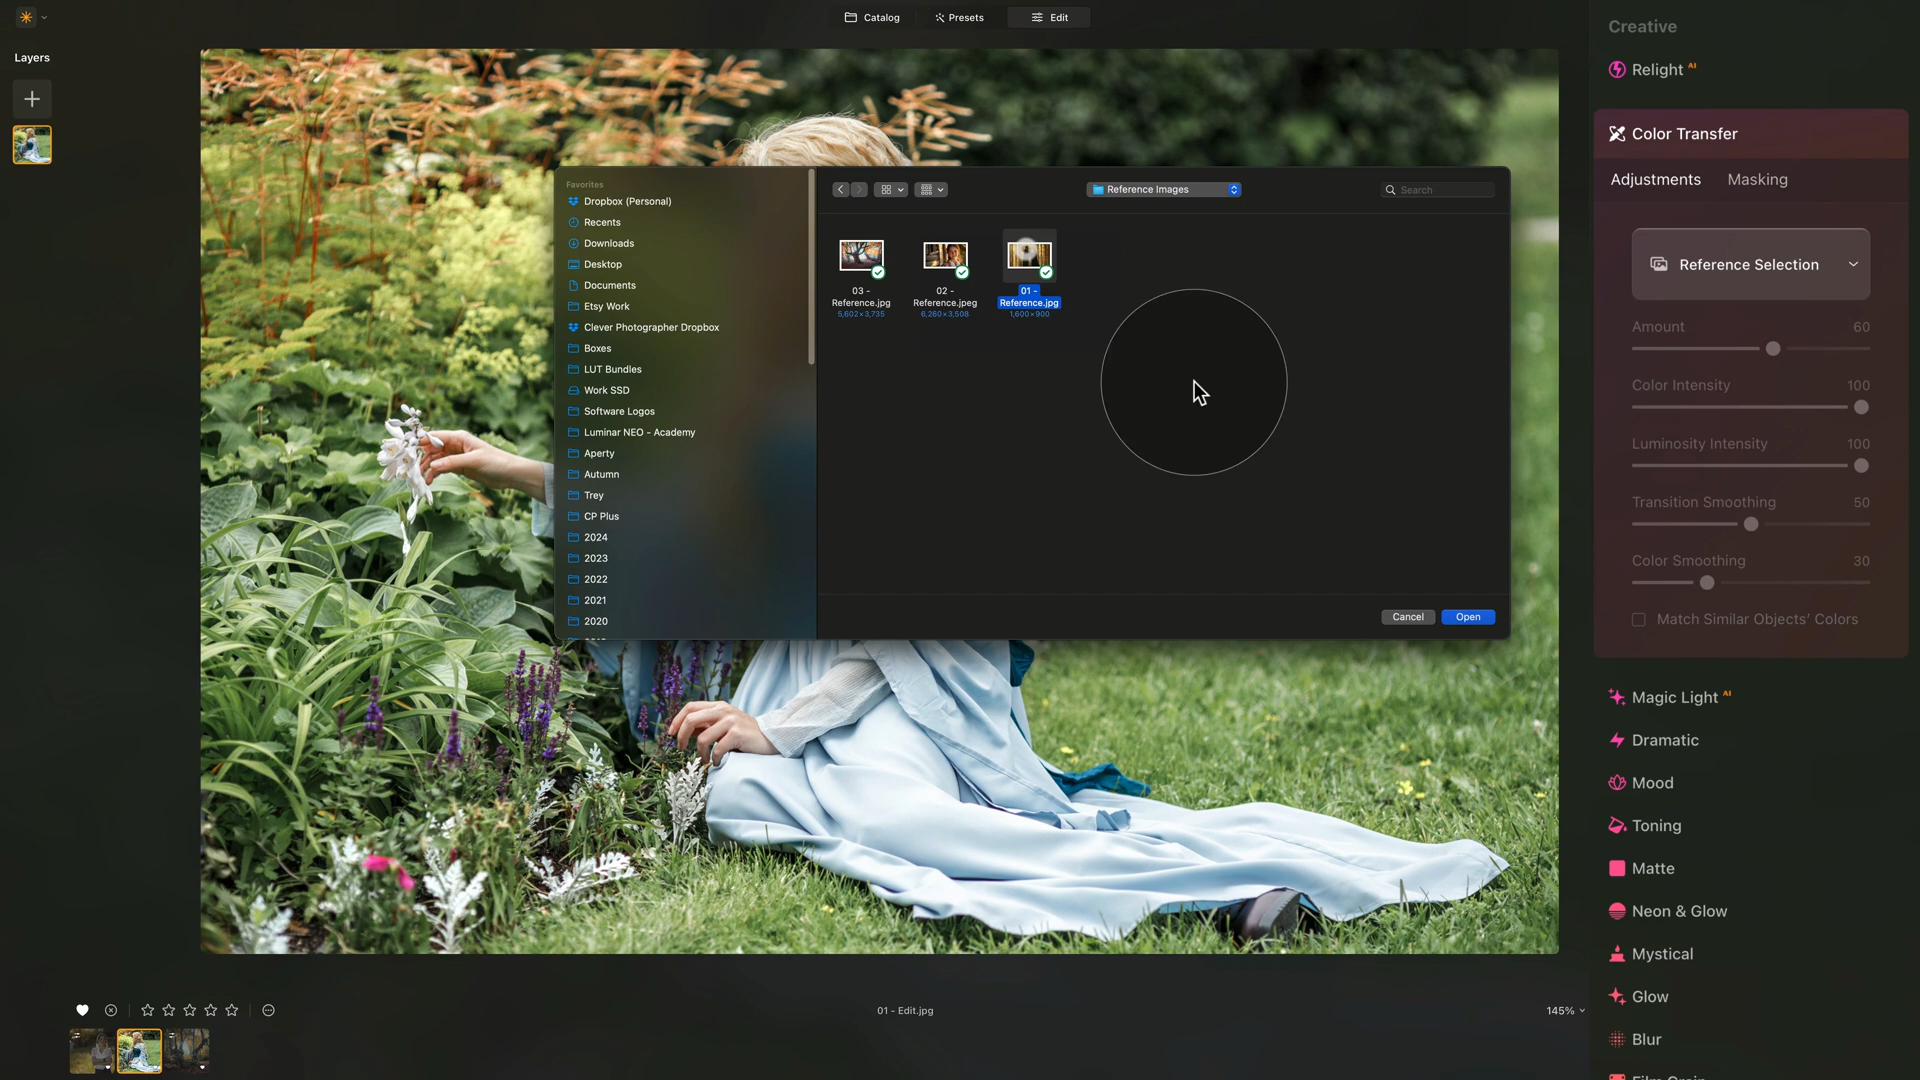 Catalog
Presets
Edit
Layers
Favorites
Dropbox (Personal)
Recents
Downloads
Desktop
Documents
Etsy Work
Clever Photographer Dropbox
Boxes
LUT Bundles
Work SSD
Software Logos
Luminar NEO - Academy
Aperty
Autumn
Trey
CP Plus
2024
2023
2022
2021
2020
Reference Images
Search
03 -
Reference.jpg
5,602×3,735
02 -
Reference.jpeg
6,260×3,508
01 -
Reference.jpg
1,600×900
Cancel
Open
Creative
Relight AI
Color Transfer
Adjustments
Masking
Reference Selection
Amount 60
Color Intensity 100
Luminosity Intensity 100
Transition Smoothing 50
Color Smoothing 30
Match Similar Objects' Colors
Magic Light AI
Dramatic
Mood
Toning
Matte
Neon & Glow
Mystical
Glow
Blur
01 - Edit.jpg
145%